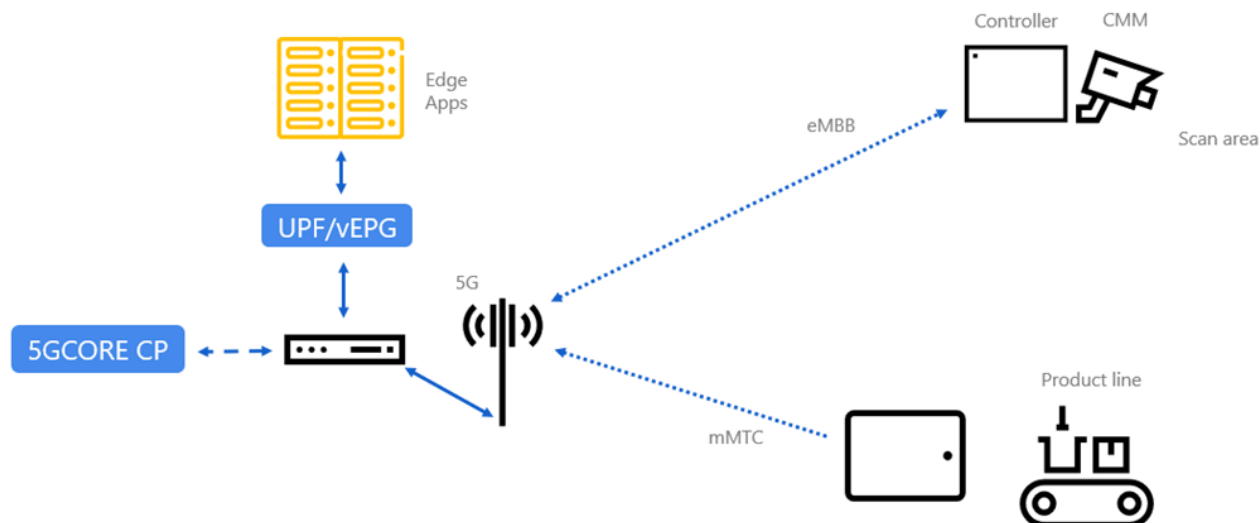 Controller
CMM
Edge
Apps
eMBB
Scan area
UPF/vEPG
5G
5GCORE CP
Product line
mMTC